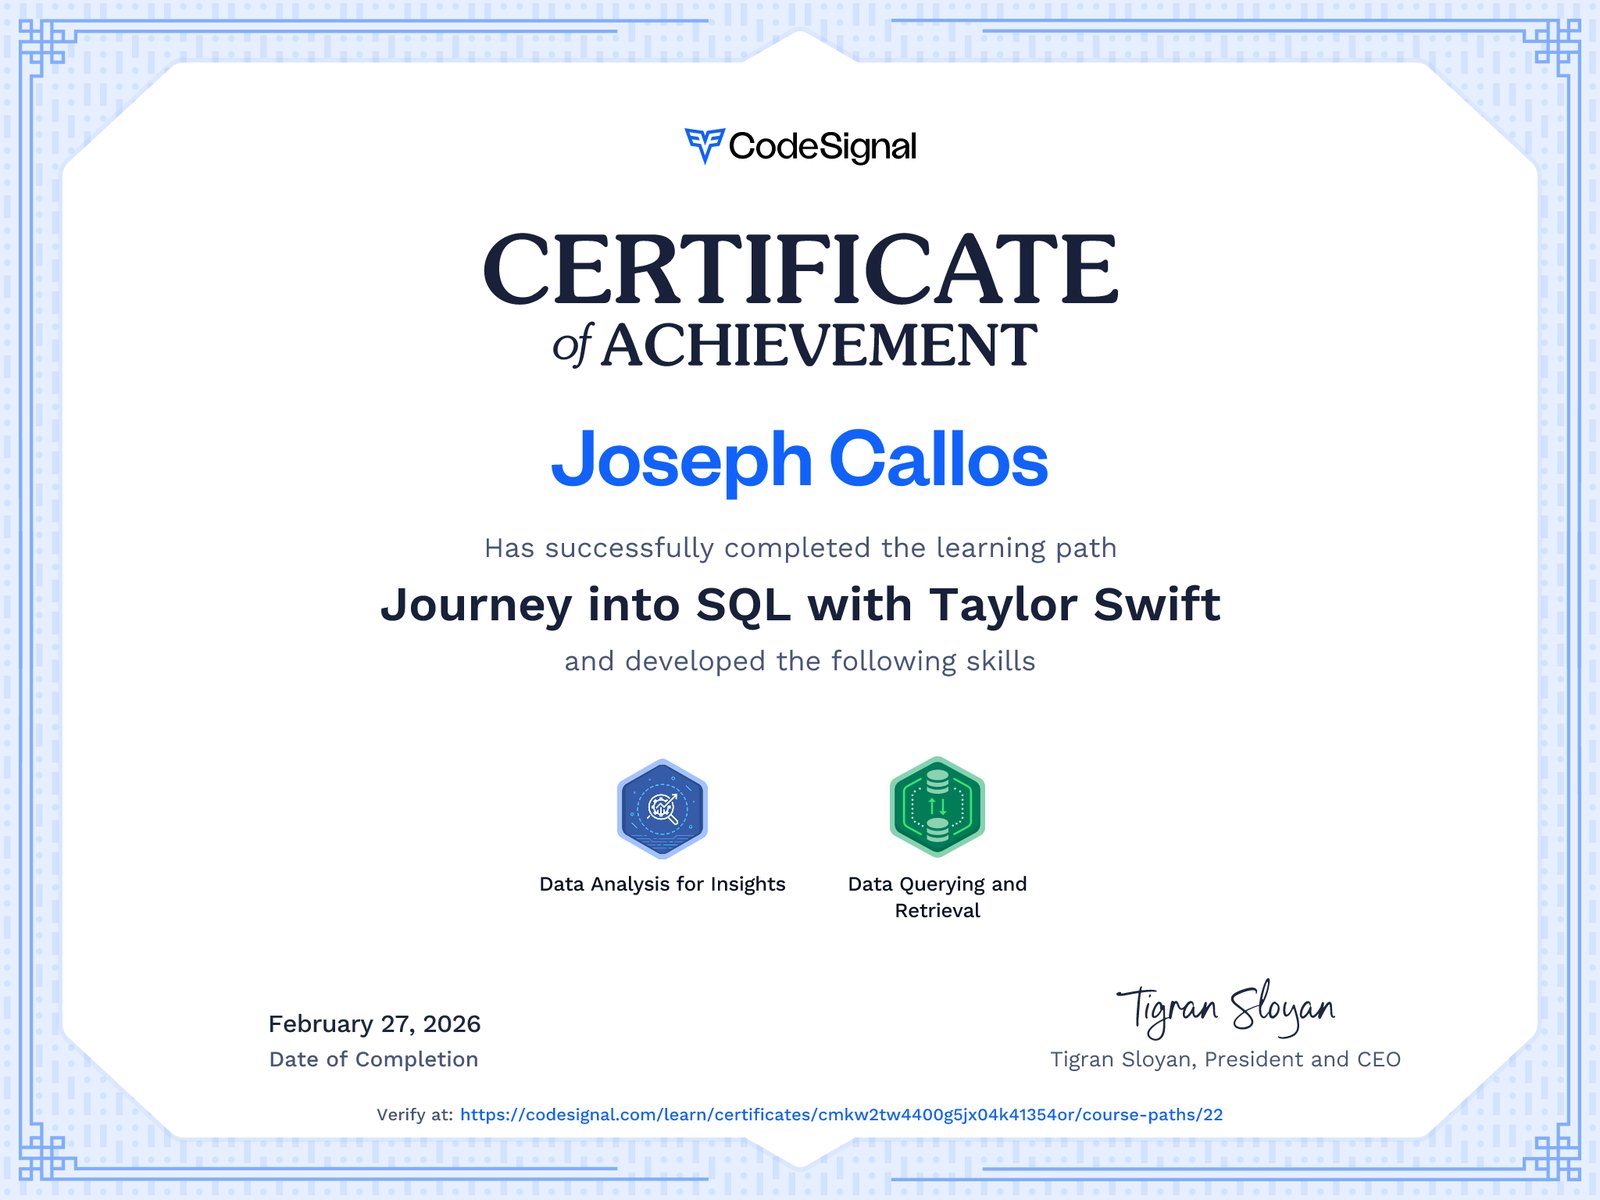 CodeSignal
CERTIFICATE
of ACHIEVEMENT
Joseph Callos
Has successfully completed the learning path
Journey into SQL with Taylor Swift
and developed the following skills
Data Analysis for Insights
Data Querying and
Retrieval
February 27, 2026
Date of Completion
Tigran Sloyan
Tigran Sloyan, President and CEO
Verify at: https://codesignal.com/learn/certificates/cmkw2tw4400g5jx04k41354or/course-paths/22